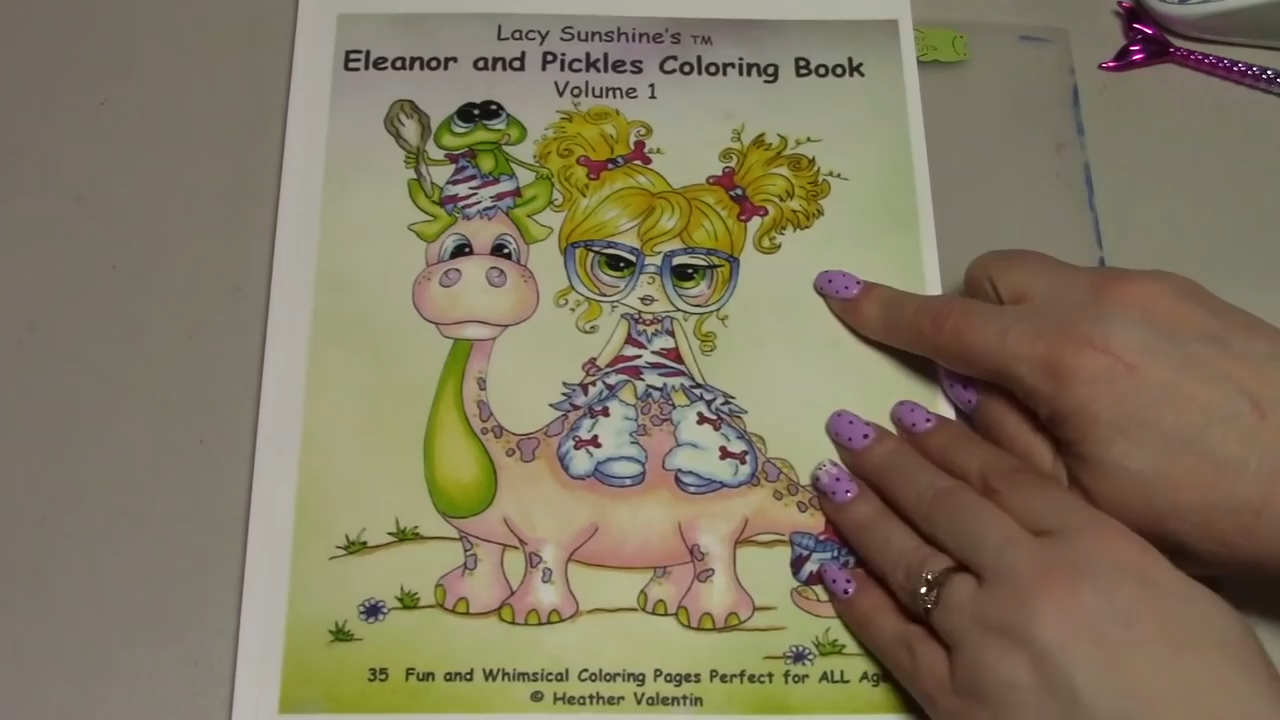 Lacy Sunshine's TM
Eleanor and Pickles Coloring Book
Volume 1
35 Fun and Whimsical Coloring Pages Perfect for ALL
© Heather Valentin